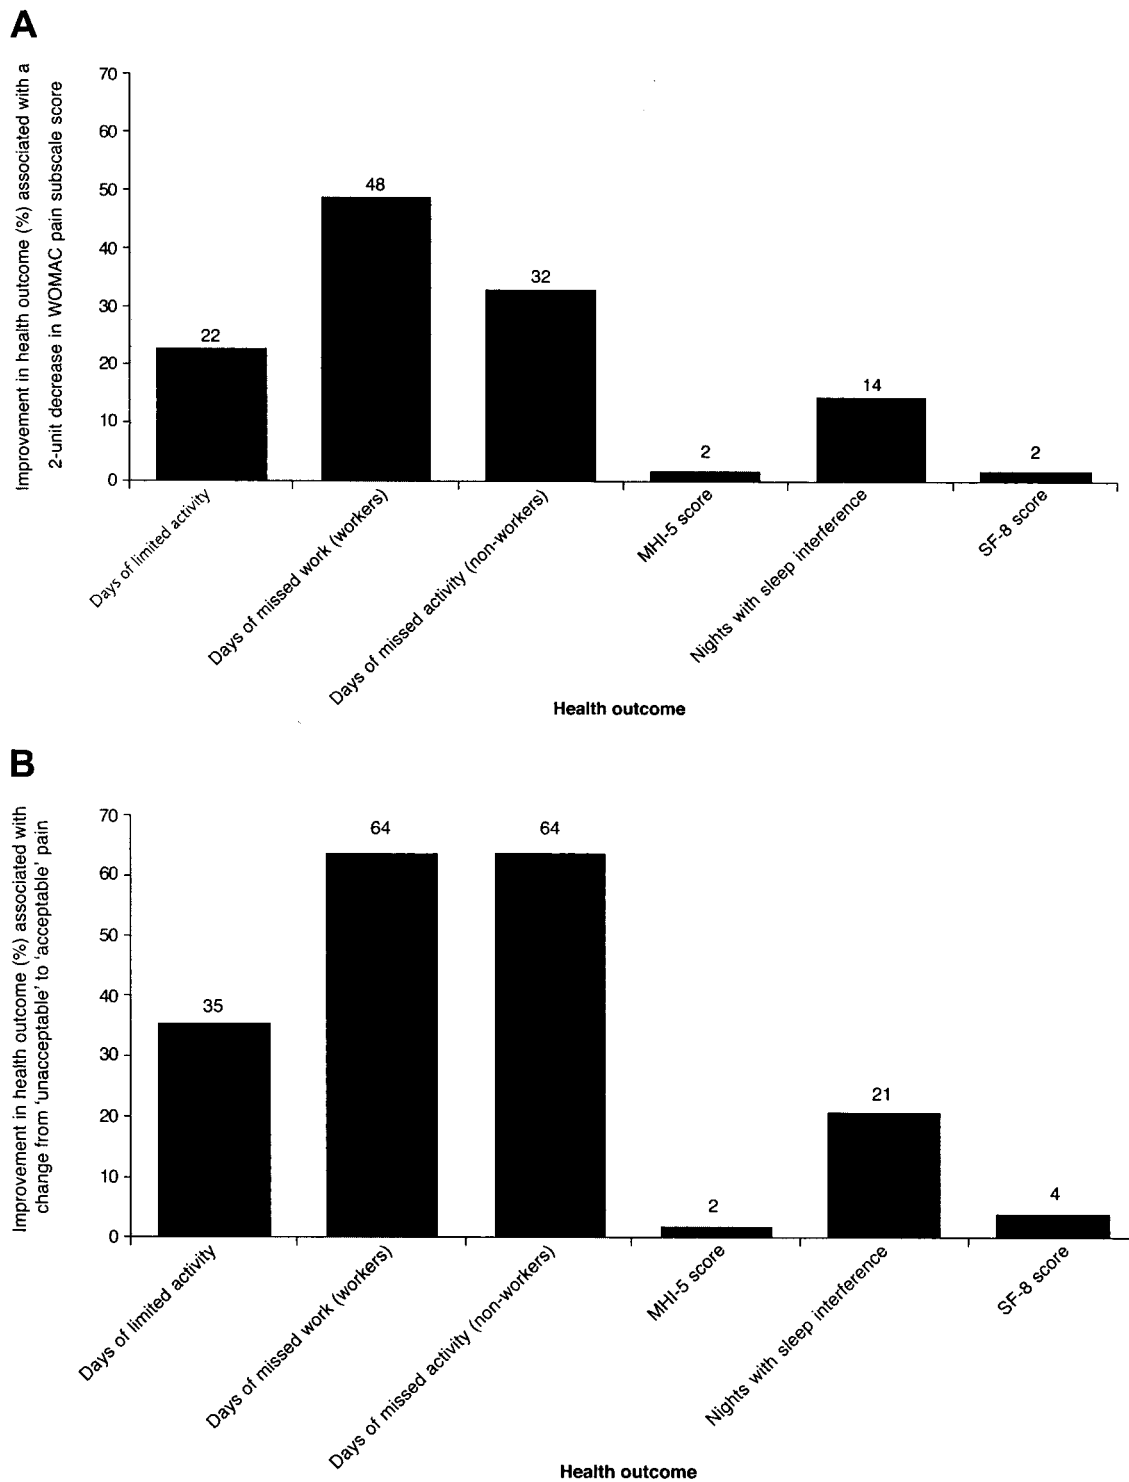 A
Improvement in health outcome (%) associated with a
2-unit decrease in WOMAC pain subscale score
70
60
50
40
30
20
10
0
22
48
32
2
14
2
Days of limited activity
Days of missed work (workers)
Days of missed activity (non-workers)
MHI-5 score
Nights with sleep interference
SF-8 score
Health outcome
B
Improvement in health outcome (%) associated with
change from 'unacceptable' to 'acceptable' pain
70
60
50
40
30
20
10
0
35
64
64
2
21
4
Days of limited activity
Days of missed work (workers)
Days of missed activity (non-workers)
MHI-5 score
Nights with sleep interference
SF-8 score
Health outcome